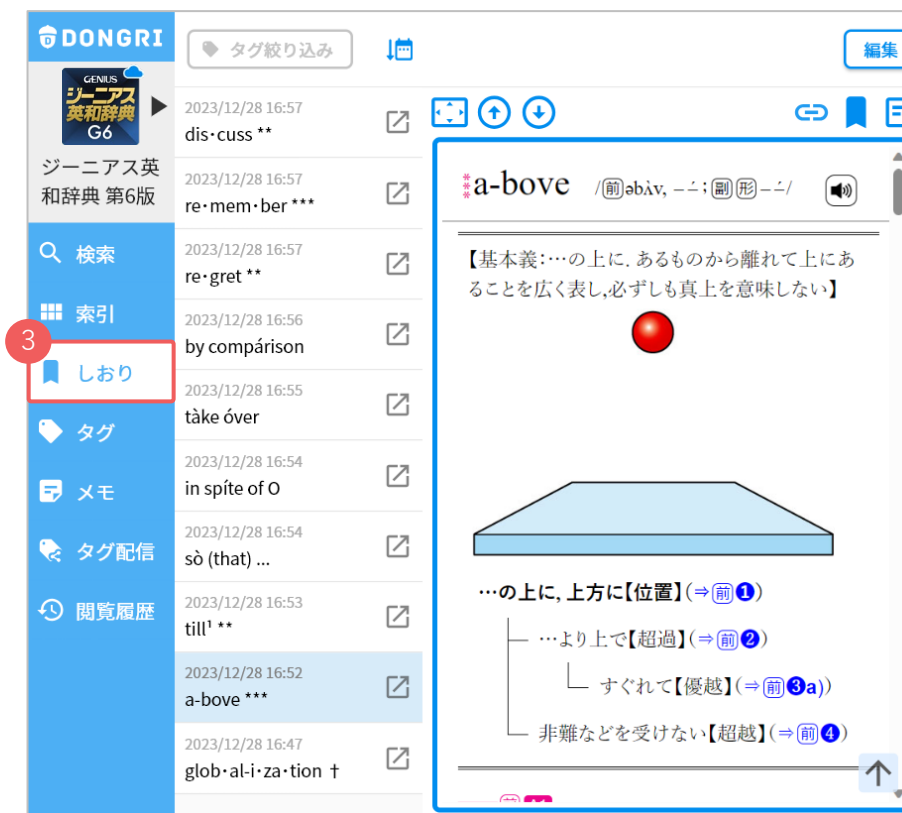 DONGRI
タグ絞り込み
編集
GENIUS
ジーニアス
英和辞典
G6
ジーニアス英
和辞典 第6版
検索
索引
3
しおり
タグ
メモ
タグ配信
閲覧履歴
2023/12/28 16:57
dis·cuss **
2023/12/28 16:57
re·mem·ber ***
2023/12/28 16:57
re·gret **
2023/12/28 16:56
by compárison
2023/12/28 16:55
tàke óver
2023/12/28 16:54
in spíte of O
2023/12/28 16:54
sò (that) ...
2023/12/28 16:53
till¹ **
2023/12/28 16:52
a-bove ***
2023/12/28 16:47
glob·al-i·za·tion †
***a-bove /前əbʌ̀v, –´–;副形–´–/
【基本義:…の上に. あるものから離れて上にあ
ることを広く表し,必ずしも真上を意味しない】
…の上に, 上方に【位置】(⇒前❶)
…より上で【超過】(⇒前❷)
すぐれて【優越】(⇒前❸a))
非難などを受けない【超越】(⇒前❹)